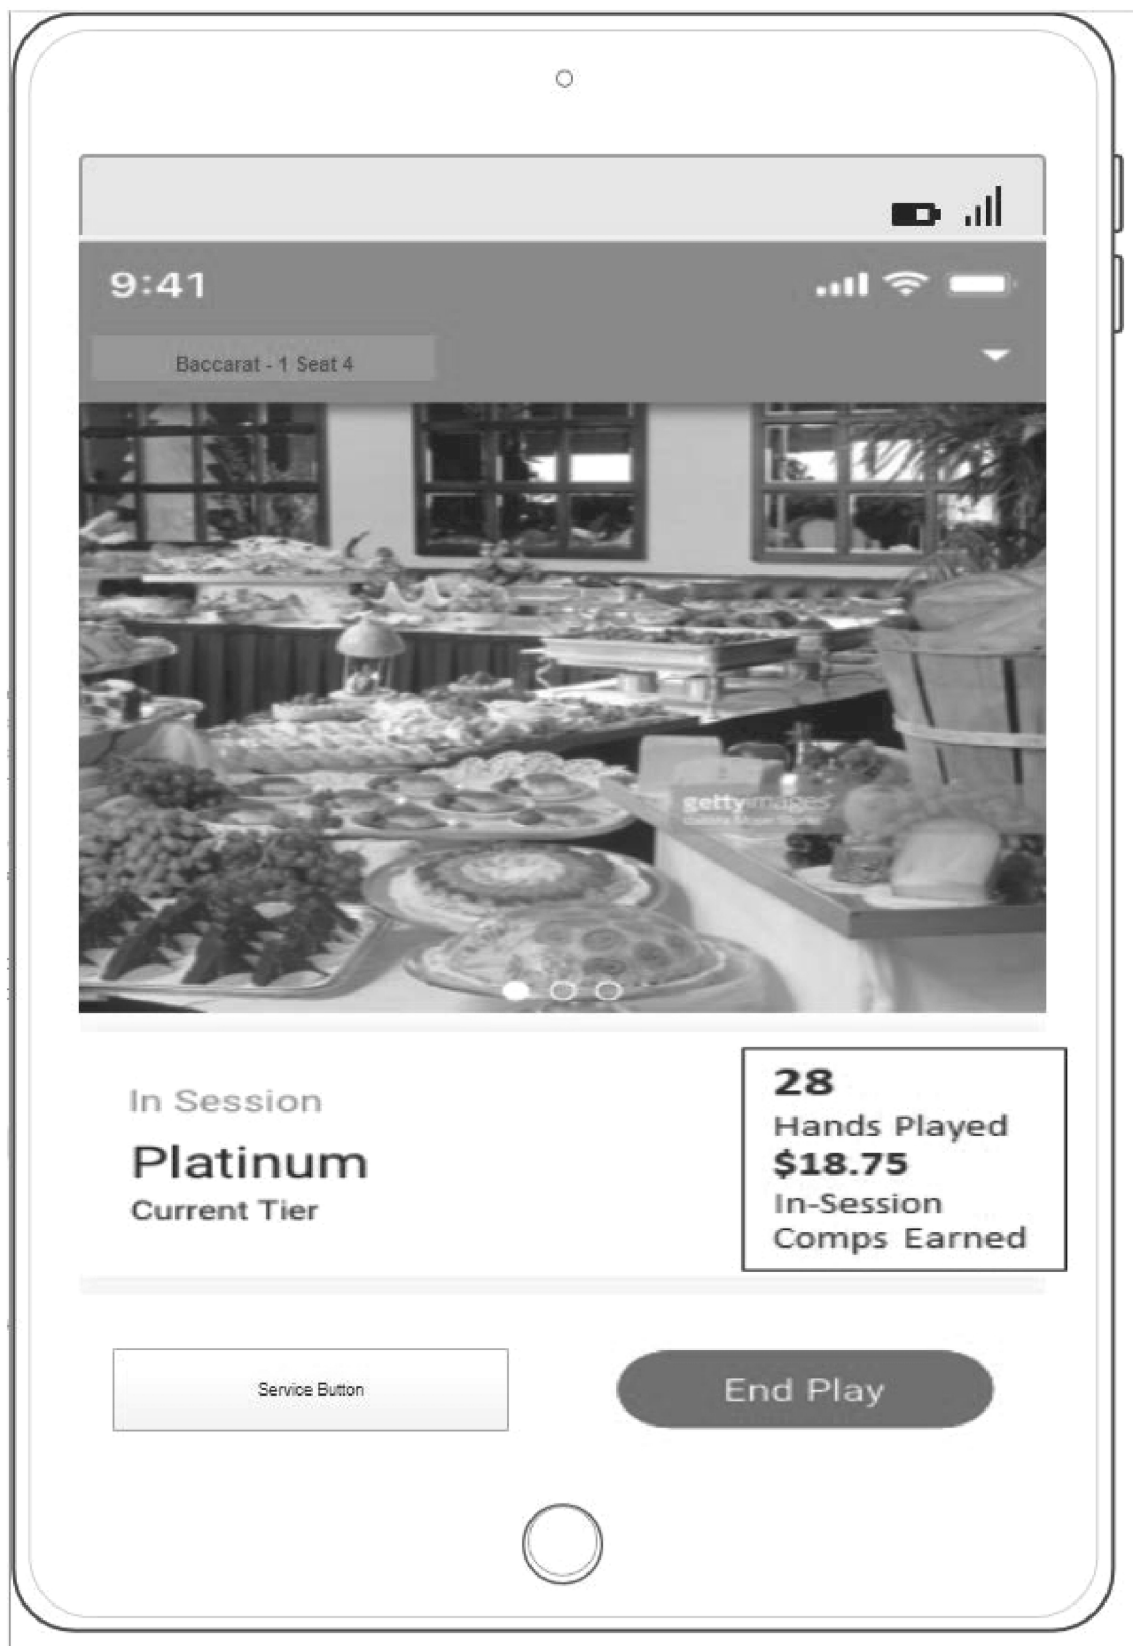 9:41
Baccarat - 1 Seat 4
gettyimages
In Session
Platinum
Current Tier
28
Hands Played
$18.75
In-Session
Comps Earned
Service Button
End Play